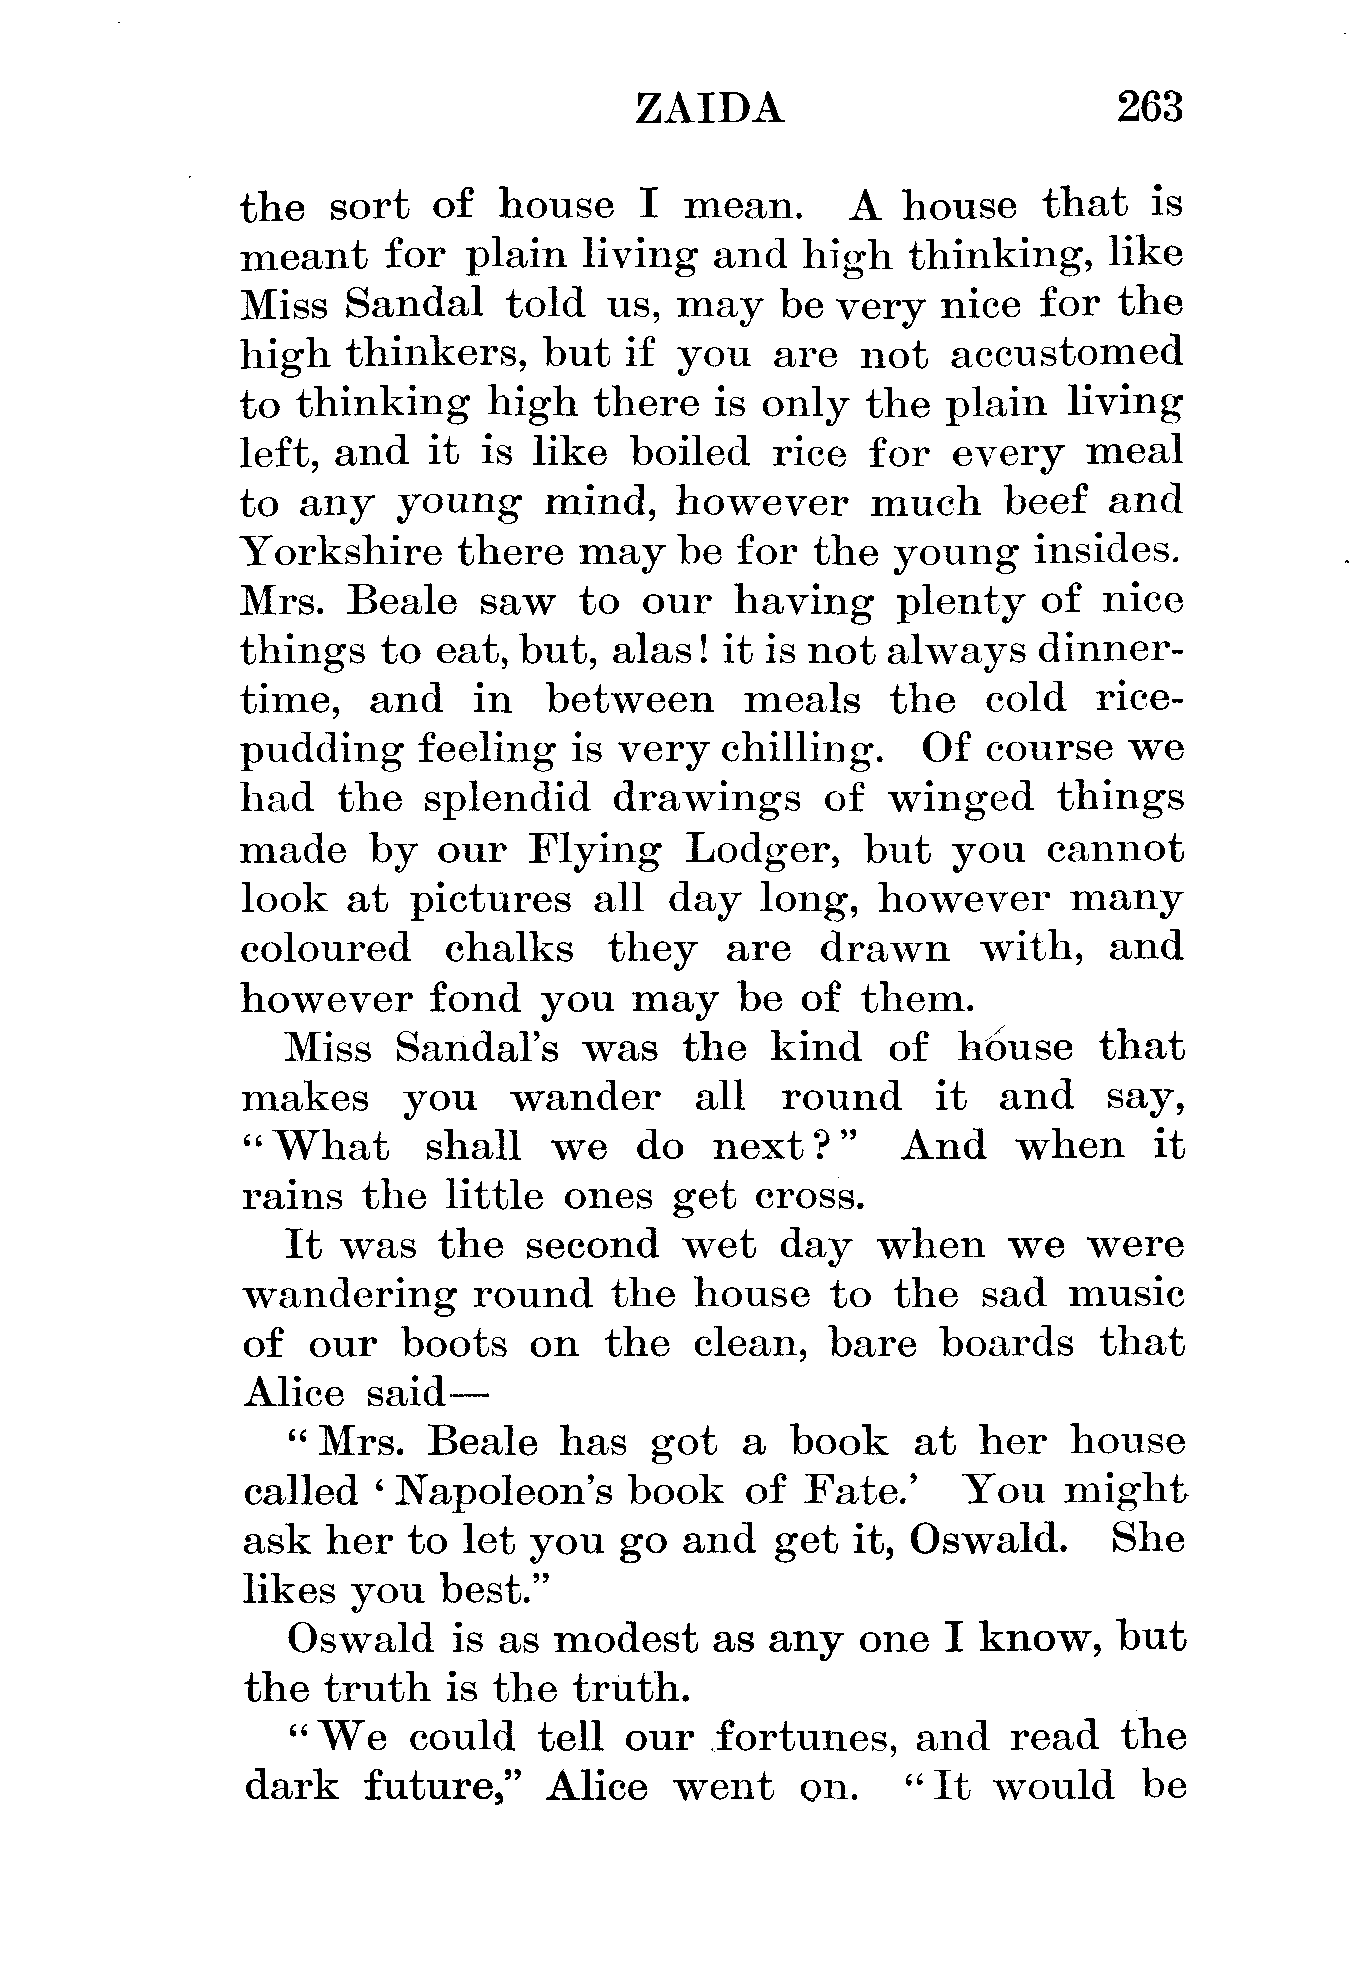 ZAIDA 263
the sort of house I mean. A house that is
meant for plain living and high thinking, like
Miss Sandal told us, may be very nice for the
high thinkers, but if you are not accustomed
to thinking high there is only the plain living
left, and it is like boiled rice for every meal
to any young mind, however much beef and
Yorkshire there may be for the young insides.
Mrs. Beale saw to our having plenty of nice
things to eat, but, alas! it is not always dinner-
time, and in between meals the cold rice-
pudding feeling is very chilling. Of course we
had the splendid drawings of winged things
made by our Flying Lodger, but you cannot
look at pictures all day long, however many
coloured chalks they are drawn with, and
however fond you may be of them.
Miss Sandal's was the kind of house that
makes you wander all round it and say,
"What shall we do next?" And when it
rains the little ones get cross.
It was the second wet day when we were
wandering round the house to the sad music
of our boots on the clean, bare boards that
Alice said—
"Mrs. Beale has got a book at her house
called 'Napoleon's book of Fate.' You might
ask her to let you go and get it, Oswald. She
likes you best."
Oswald is as modest as any one I know, but
the truth is the truth.
"We could tell our fortunes, and read the
dark future," Alice went on. "It would be